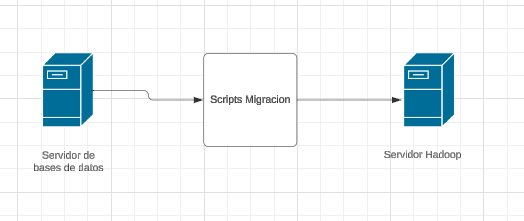 Scripts Migracion
Servidor de
bases de datos
Servidor Hadoop